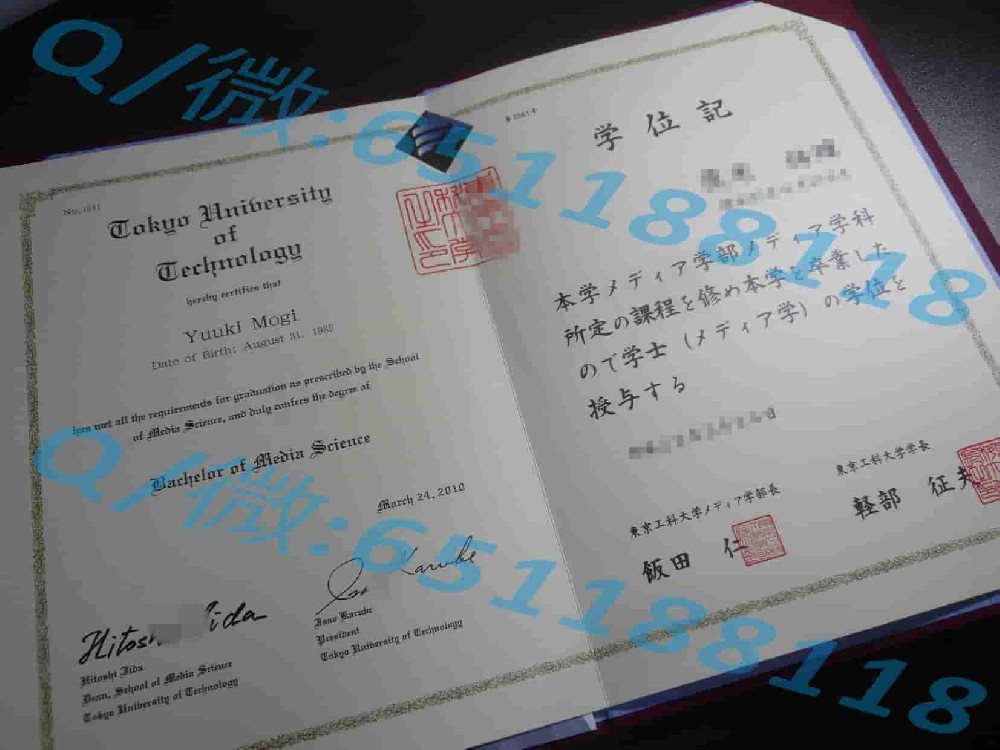 Q/微:651188118
No.1641
Tokyo University
of
Technology
hereby certifies that
Yuuki Mogi
Date of Birth: August 31, 1985
has met all the requirements for graduation as prescribed by the School
of Media Science, and duly confers the degree of
Bachelor of Media Science
March 24, 2010
Hitoshi Iida
Dean, School of Media Science
Tokyo University of Technology
Isao Karube
President
Tokyo University of Technology
学位記
本学メディア学部メディア学科
所定の課程を修め本学を卒業した
ので学士（メディア学）の学位を
授与する
東京工科大学メディア学部長
飯田 仁
東京工科大学学長
軽部 征夫
Q/微:651188118